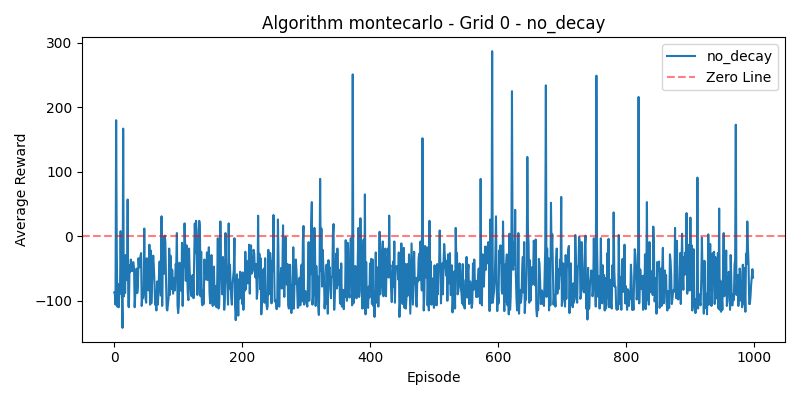 Algorithm montecarlo - Grid 0 - no_decay
no_decay
Zero Line
300
200
100
0
−100
Average Reward
0
200
400
600
800
1000
Episode